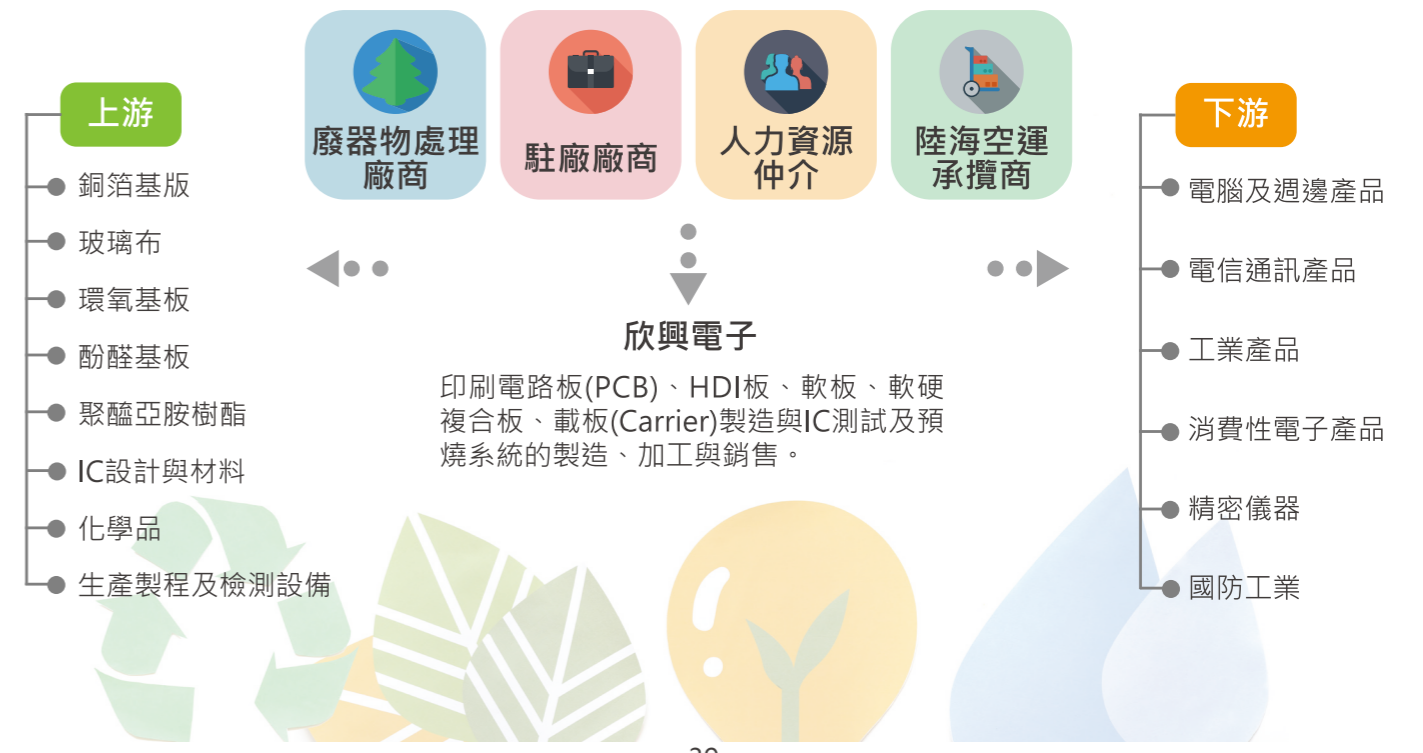 廢器物處理
廠商
駐廠廠商
人力資源
仲介
陸海空運
承攬商
上游
銅箔基版
玻璃布
環氧基板
酚醛基板
聚醯亞胺樹酯
IC設計與材料
化學品
生產製程及檢測設備
欣興電子
印刷電路板(PCB)、HDI板、軟板、軟硬
複合板、載板(Carrier)製造與IC測試及預
燒系統的製造、加工與銷售。
下游
電腦及週邊產品
電信通訊產品
工業產品
消費性電子產品
精密儀器
國防工業